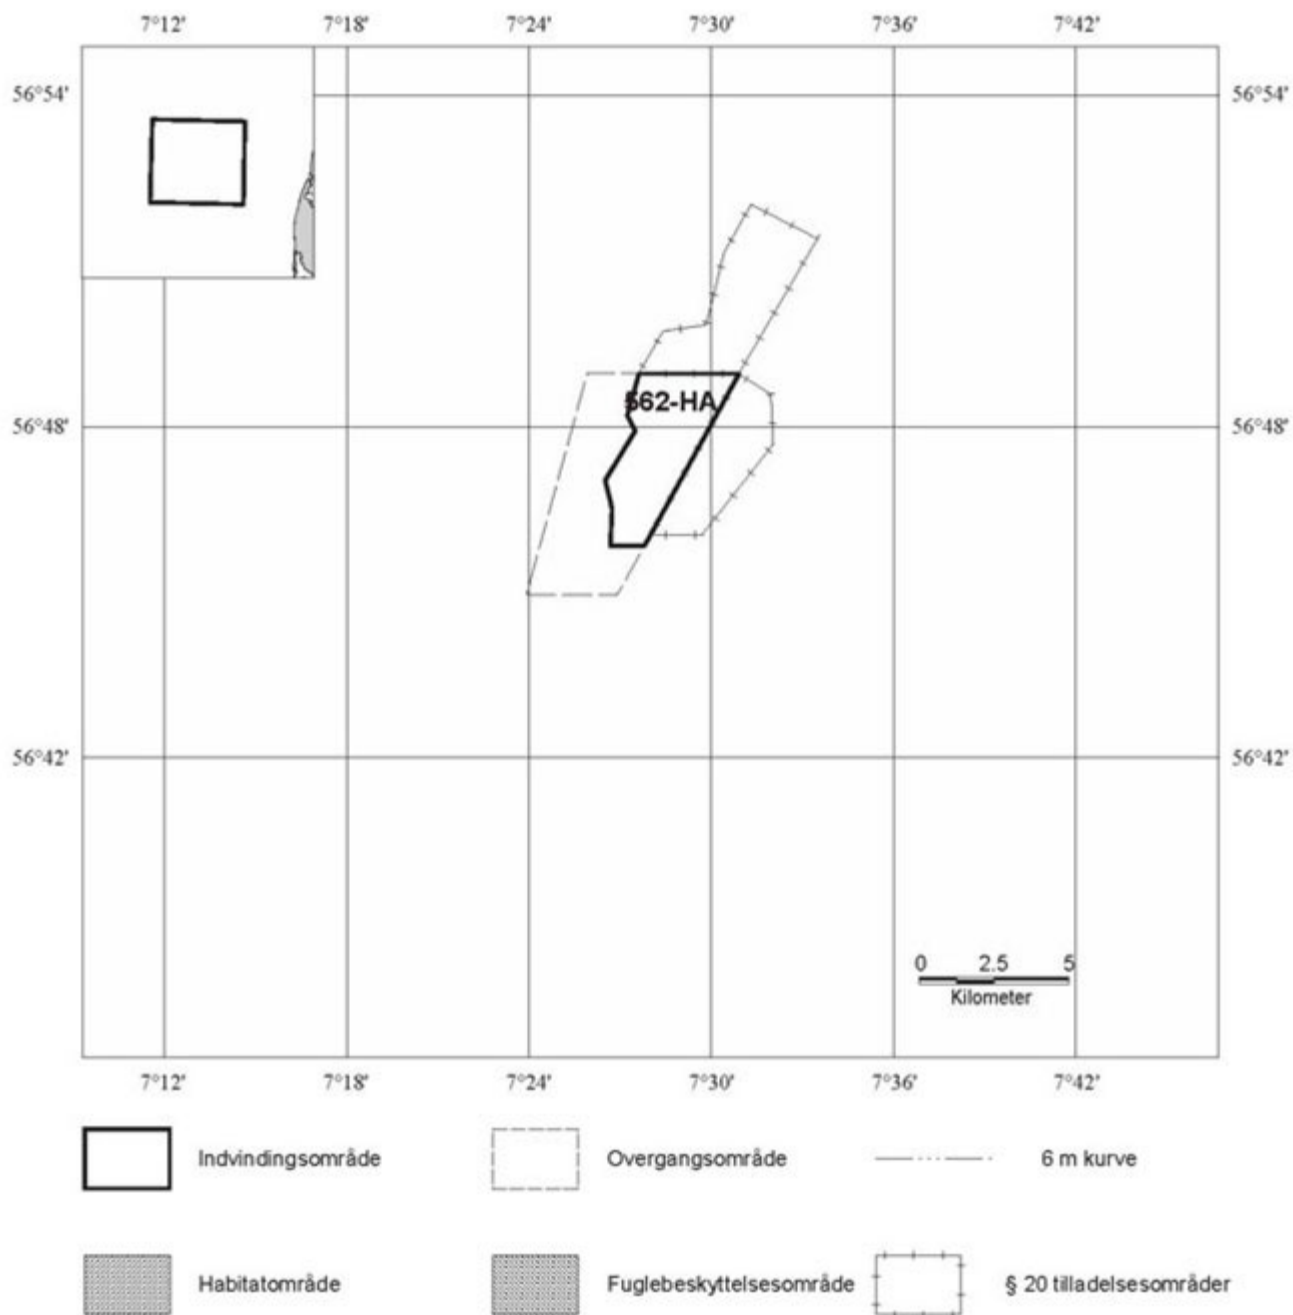 7°12' 7°18' 7°24' 7°30' 7°36' 7°42'
56°54' 56°54'
562-HA
56°48' 56°48'
56°42' 56°42'
0 2.5 5
Kilometer
7°12' 7°18' 7°24' 7°30' 7°36' 7°42'
Indvindingsområde Overgangsområde 6 m kurve
Habitatområde Fuglebeskyttelsesområde § 20 tilladelsesområder